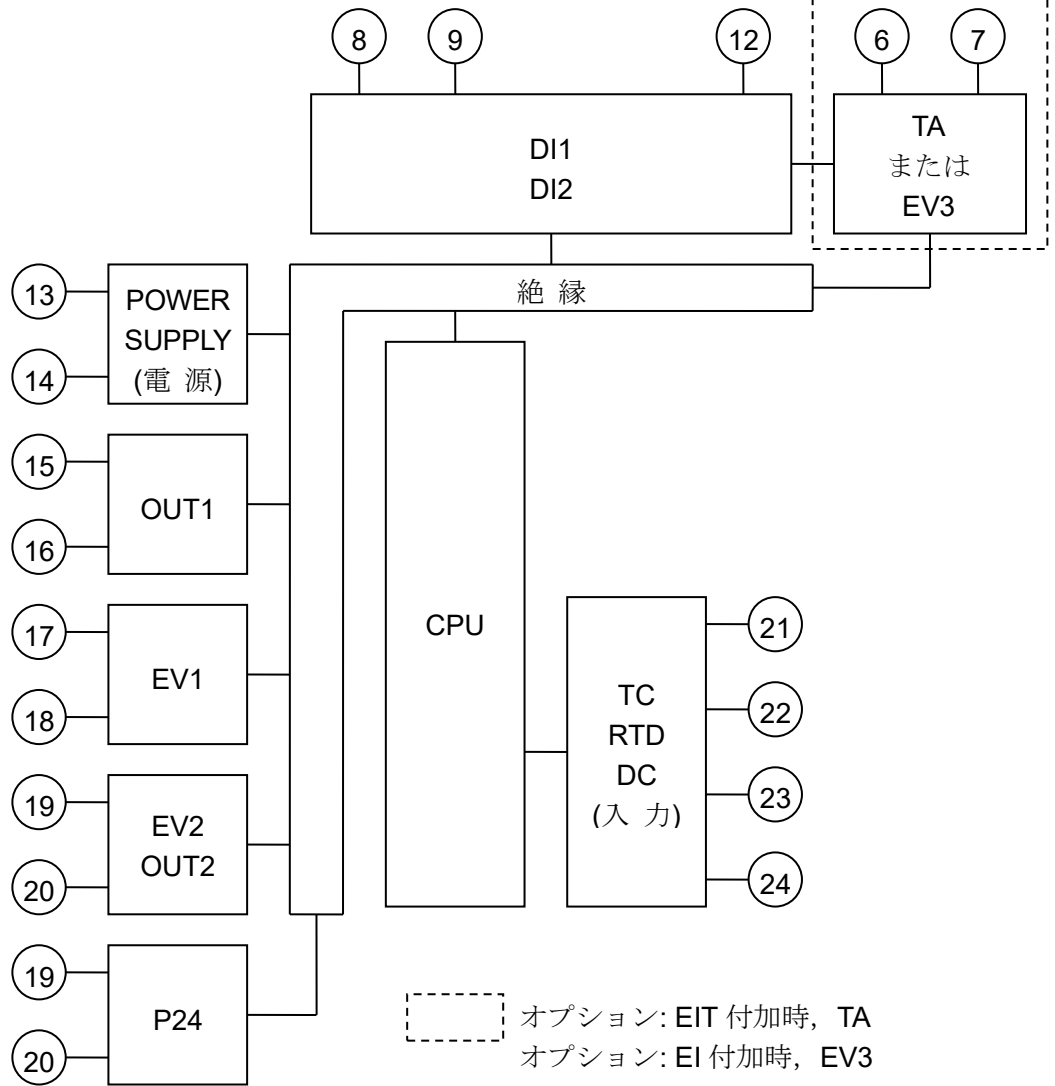 8
9
12
6
7
DI1
DI2
TA
または
EV3
絶 縁
13
14
POWER
SUPPLY
(電 源)
15
16
OUT1
17
18
EV1
19
20
EV2
OUT2
19
20
P24
CPU
TC
RTD
DC
(入 力)
21
22
23
24
オプション: EIT 付加時, TA
オプション: EI 付加時, EV3